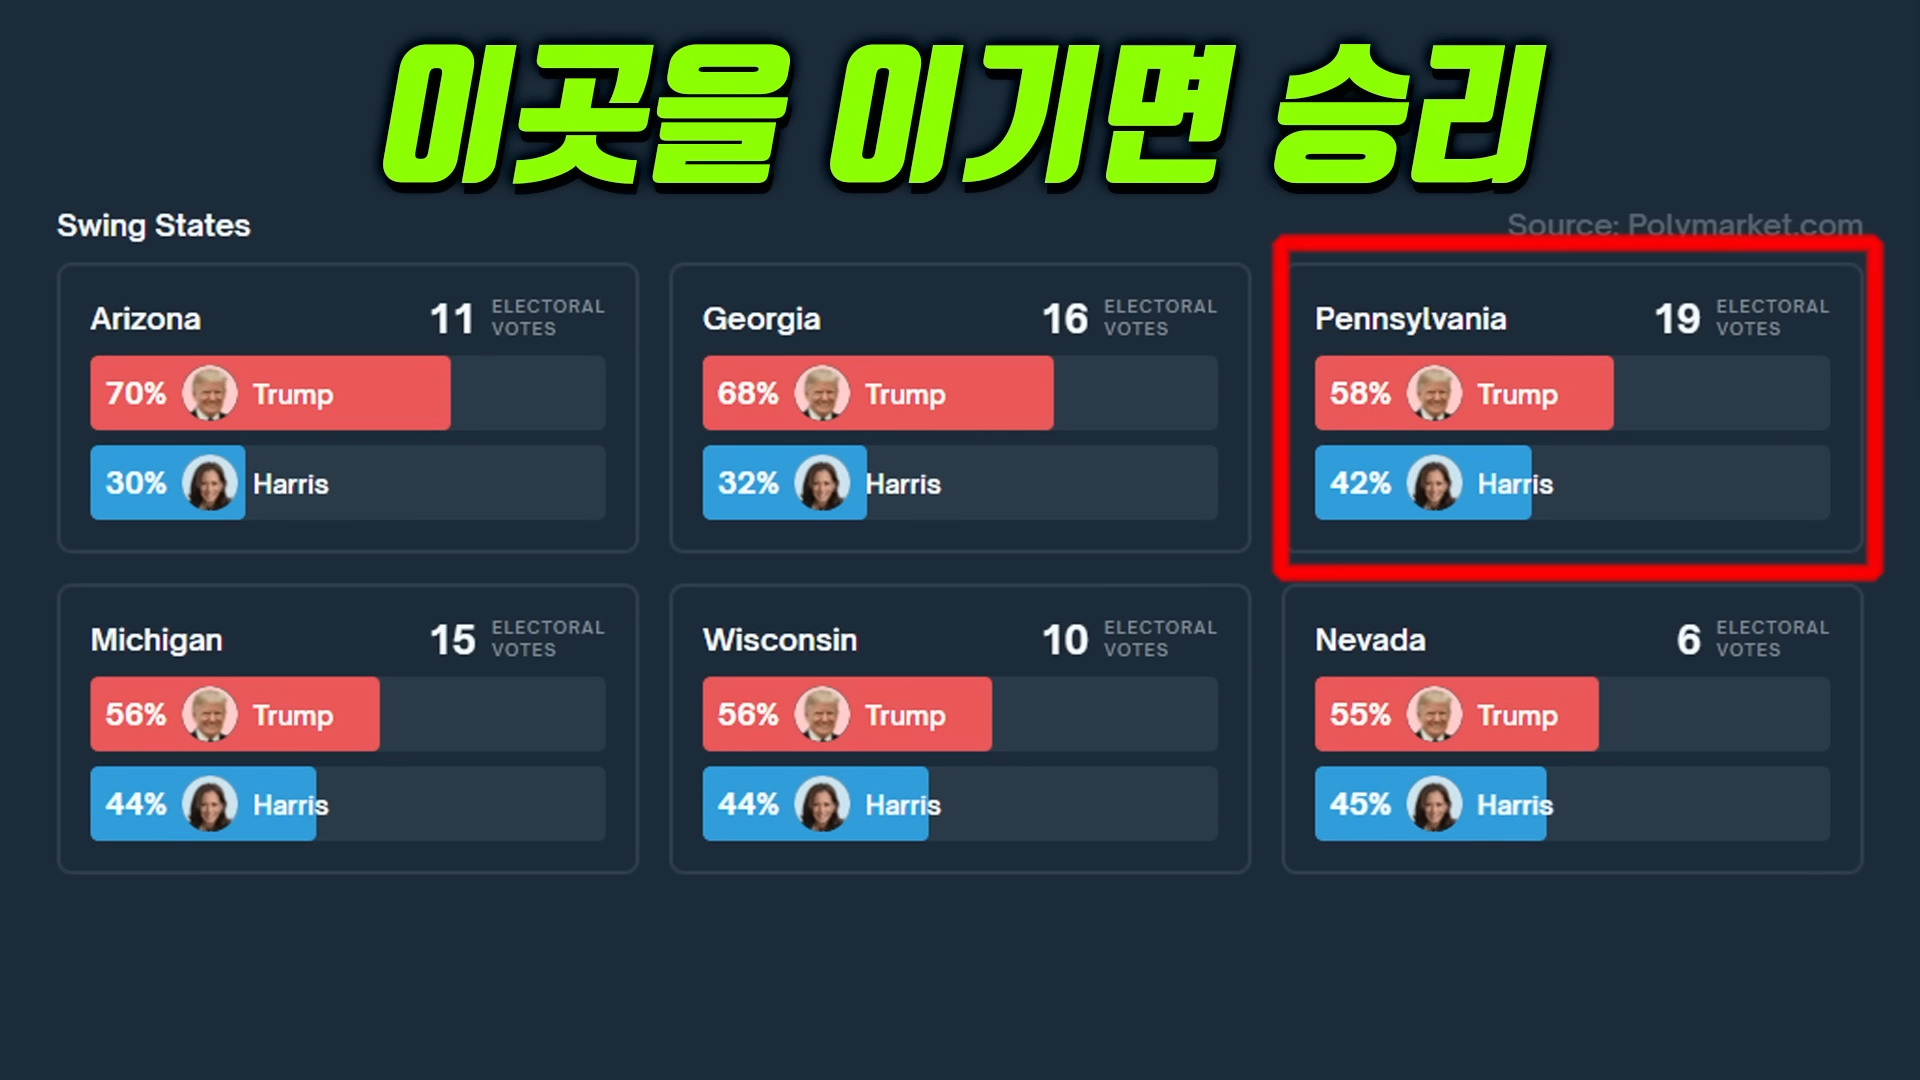 이곳을 이기면 승리
Swing States
Source: Polymarket.com
Arizona
11 ELECTORAL VOTES
70% Trump
30% Harris
Georgia
16 ELECTORAL VOTES
68% Trump
32% Harris
Pennsylvania
19 ELECTORAL VOTES
58% Trump
42% Harris
Michigan
15 ELECTORAL VOTES
56% Trump
44% Harris
Wisconsin
10 ELECTORAL VOTES
56% Trump
44% Harris
Nevada
6 ELECTORAL VOTES
55% Trump
45% Harris